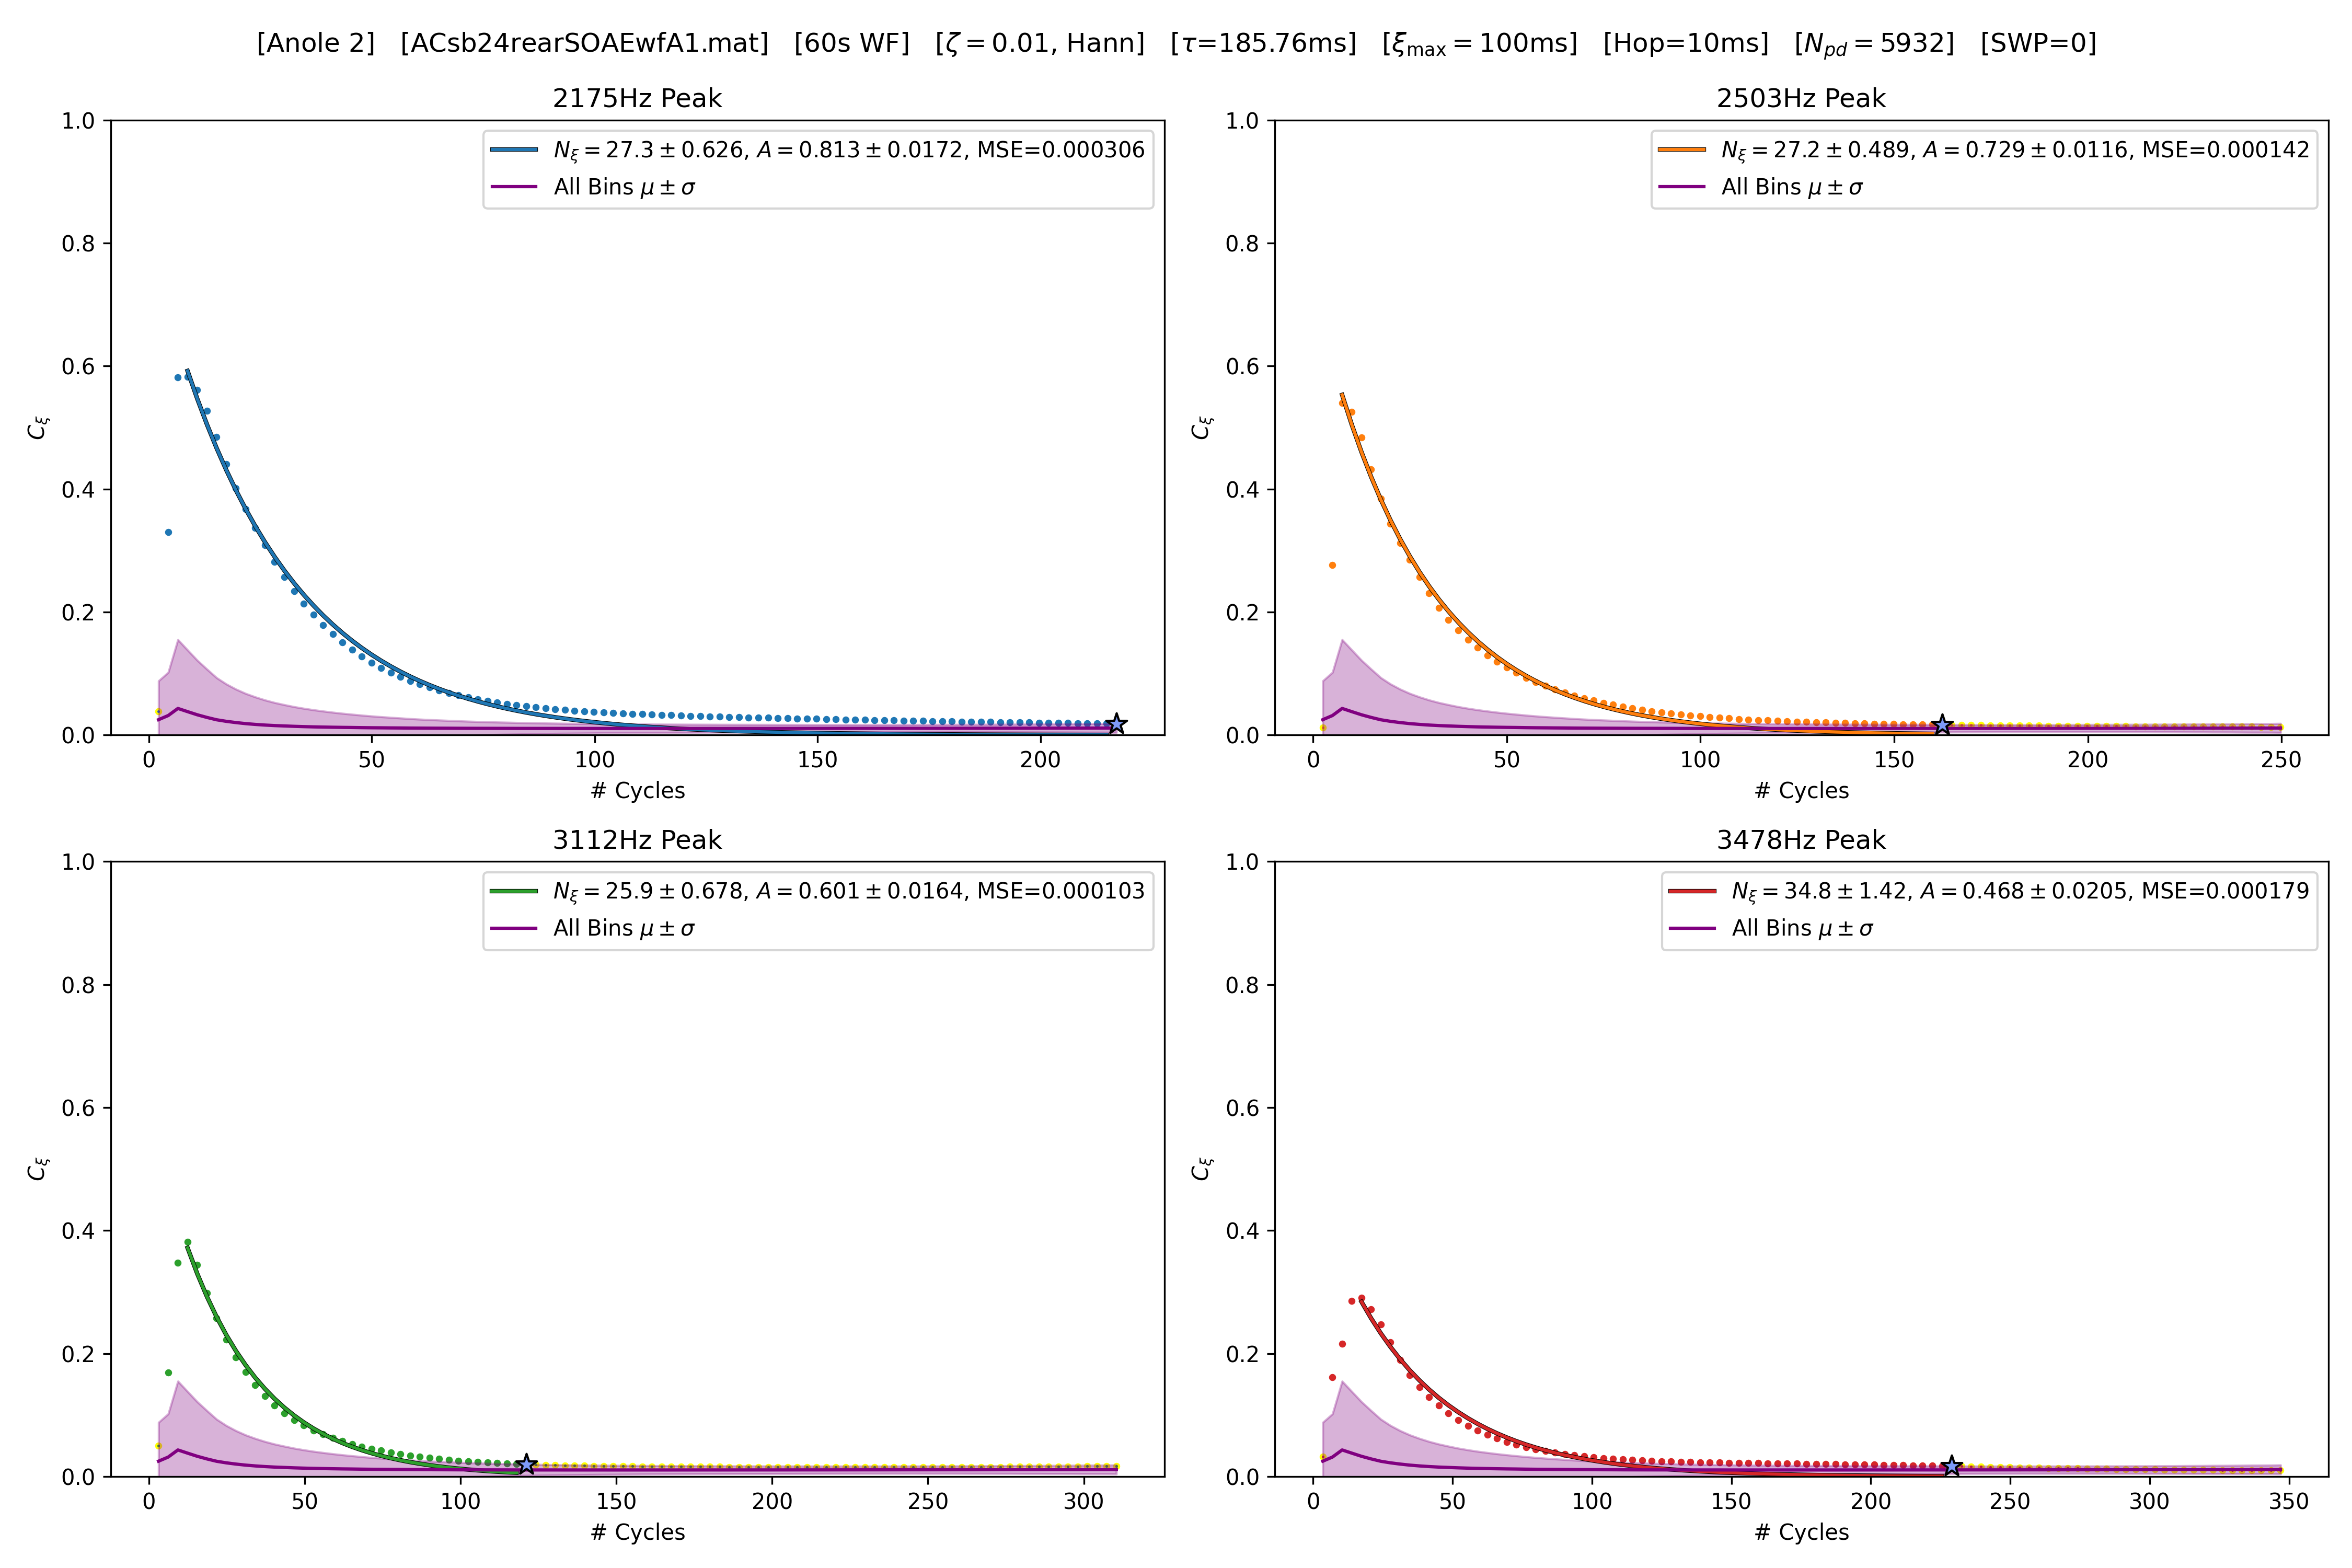 [Anole 2] [ACsb24rearSOAEwfA1.mat] [60s WF] [ζ = 0.01, Hann] [τ=185.76ms] [ξmax = 100ms] [Hop=10ms] [Npd = 5932] [SWP=0]
2175Hz Peak
1.0
0.8
0.6
0.4
0.2
0.0
Cξ
Nξ = 27.3 ± 0.626, A = 0.813 ± 0.0172, MSE=0.000306
All Bins μ ± σ
0 50 100 150 200
# Cycles
2503Hz Peak
1.0
0.8
0.6
0.4
0.2
0.0
Cξ
Nξ = 27.2 ± 0.489, A = 0.729 ± 0.0116, MSE=0.000142
All Bins μ ± σ
0 50 100 150 200 250
# Cycles
3112Hz Peak
1.0
0.8
0.6
0.4
0.2
0.0
Cξ
Nξ = 25.9 ± 0.678, A = 0.601 ± 0.0164, MSE=0.000103
All Bins μ ± σ
0 50 100 150 200 250 300
# Cycles
3478Hz Peak
1.0
0.8
0.6
0.4
0.2
0.0
Cξ
Nξ = 34.8 ± 1.42, A = 0.468 ± 0.0205, MSE=0.000179
All Bins μ ± σ
0 50 100 150 200 250 300 350
# Cycles